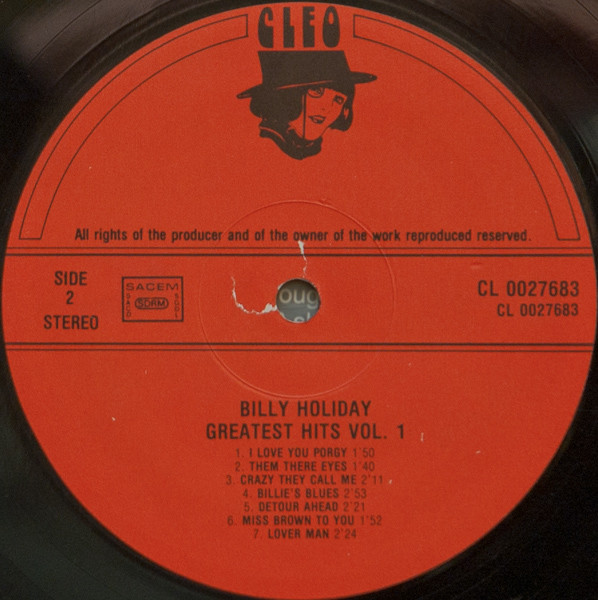 CLEO
All rights of the producer and of the owner of the work reproduced reserved.
SIDE
2
STEREO
SACEM
SACD
SDRM
SGDL
CL 0027683
CL 0027683
oug
BILLY HOLIDAY
GREATEST HITS VOL. 1
1. I LOVE YOU PORGY 1'50
2. THEM THERE EYES 1'40
3. CRAZY THEY CALL ME 2'11
4. BILLIE'S BLUES 2'53
5. DETOUR AHEAD 2'21
6. MISS BROWN TO YOU 1'52
7. LOVER MAN 2'24